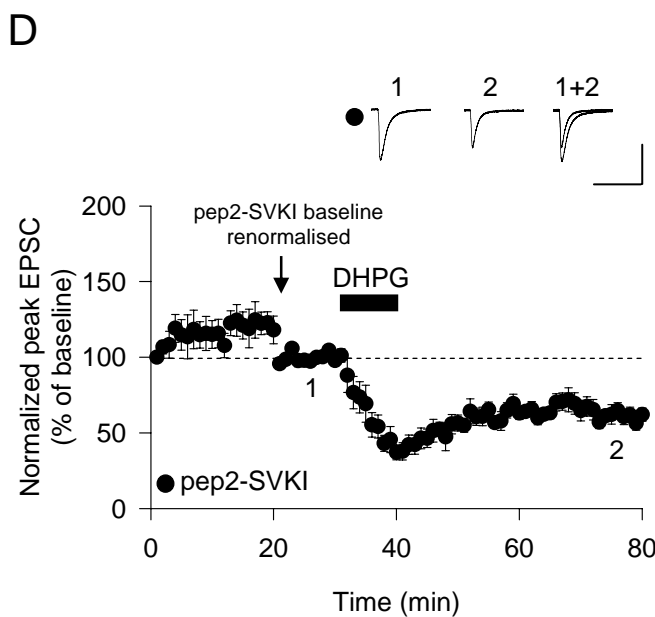 D
1 2 1+2
200
pep2-SVKI baseline
renormalised
150
DHPG
100
1
50
2
pep2-SVKI
0
0 20 40 60 80
Time (min)
Normalized peak EPSC
(% of baseline)